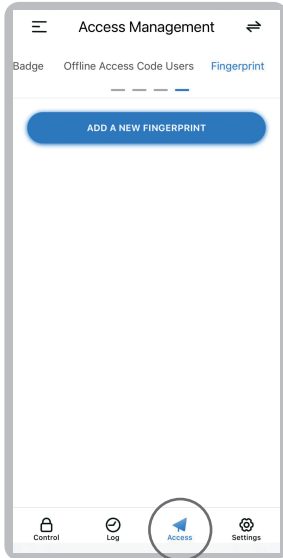 Access Management
Badge Offline Access Code Users Fingerprint
ADD A NEW FINGERPRINT
Control Log Access Settings